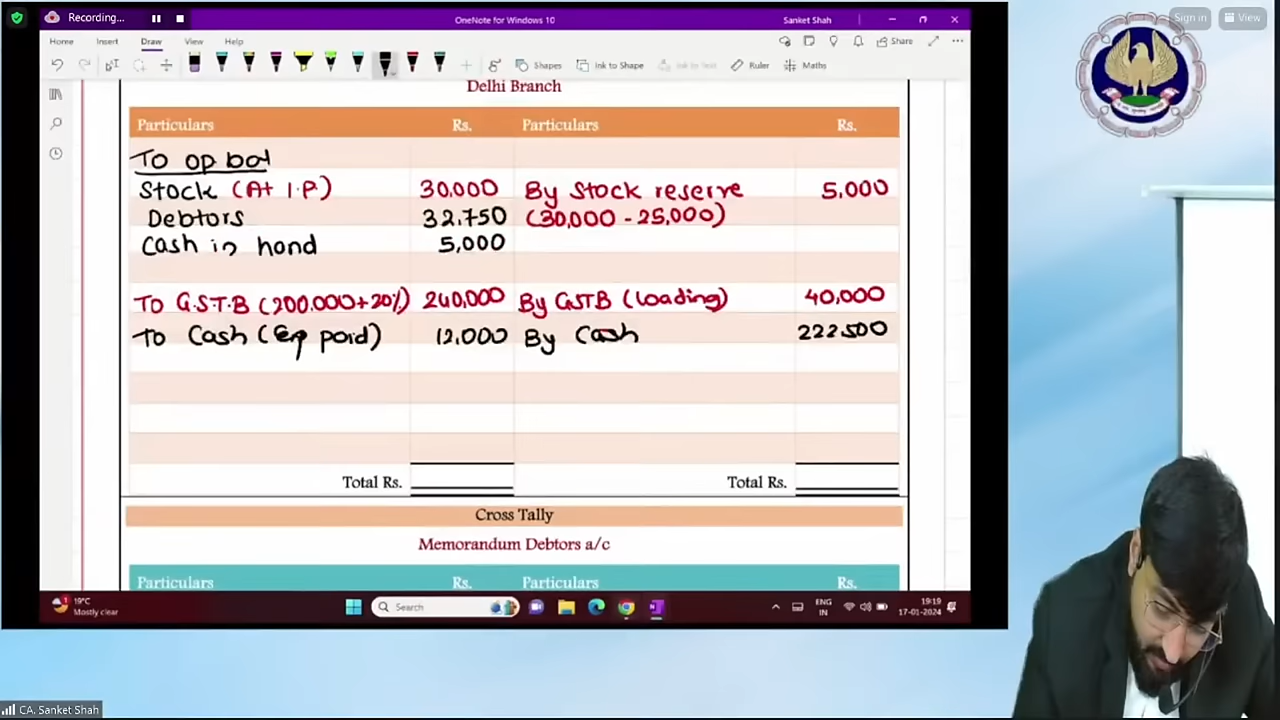 Recording...
OneNote for Windows 10
Sanket Shah
Sign in
View
Home Insert Draw View Help
Share
Shapes Ink to Shape Ink to Text Ruler Maths
Delhi Branch
Particulars Rs. Particulars Rs.
To op bal
Stock (At I.P.) 30,000 By Stock reserve 5,000
Debtors 32,750 (30,000 - 25,000)
Cash in hand 5,000
To G.S.T.B (200,000+20%) 240,000 By GSTB (loading) 40,000
To Cash (Exp paid) 12,000 By Cash 222,500
Total Rs. Total Rs.
Cross Tally
Memorandum Debtors a/c
Particulars Rs. Particulars Rs.
19°C
Mostly clear
Search
ENG
IN
19:19
17-01-2024
CA. Sanket Shah